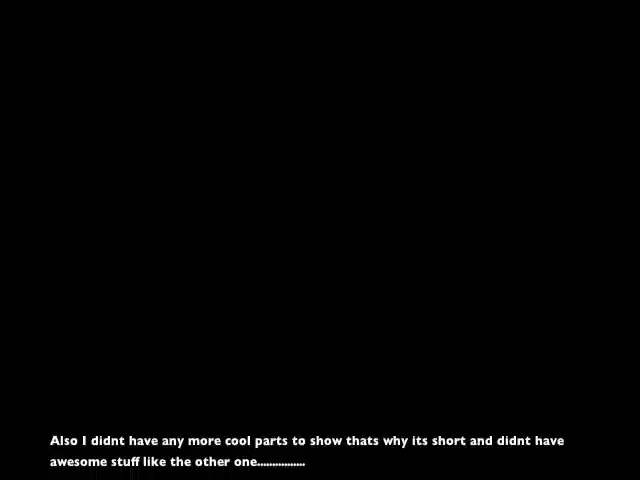 Also I didnt have any more cool parts to show thats why its short and didnt have
awesome stuff like the other one................